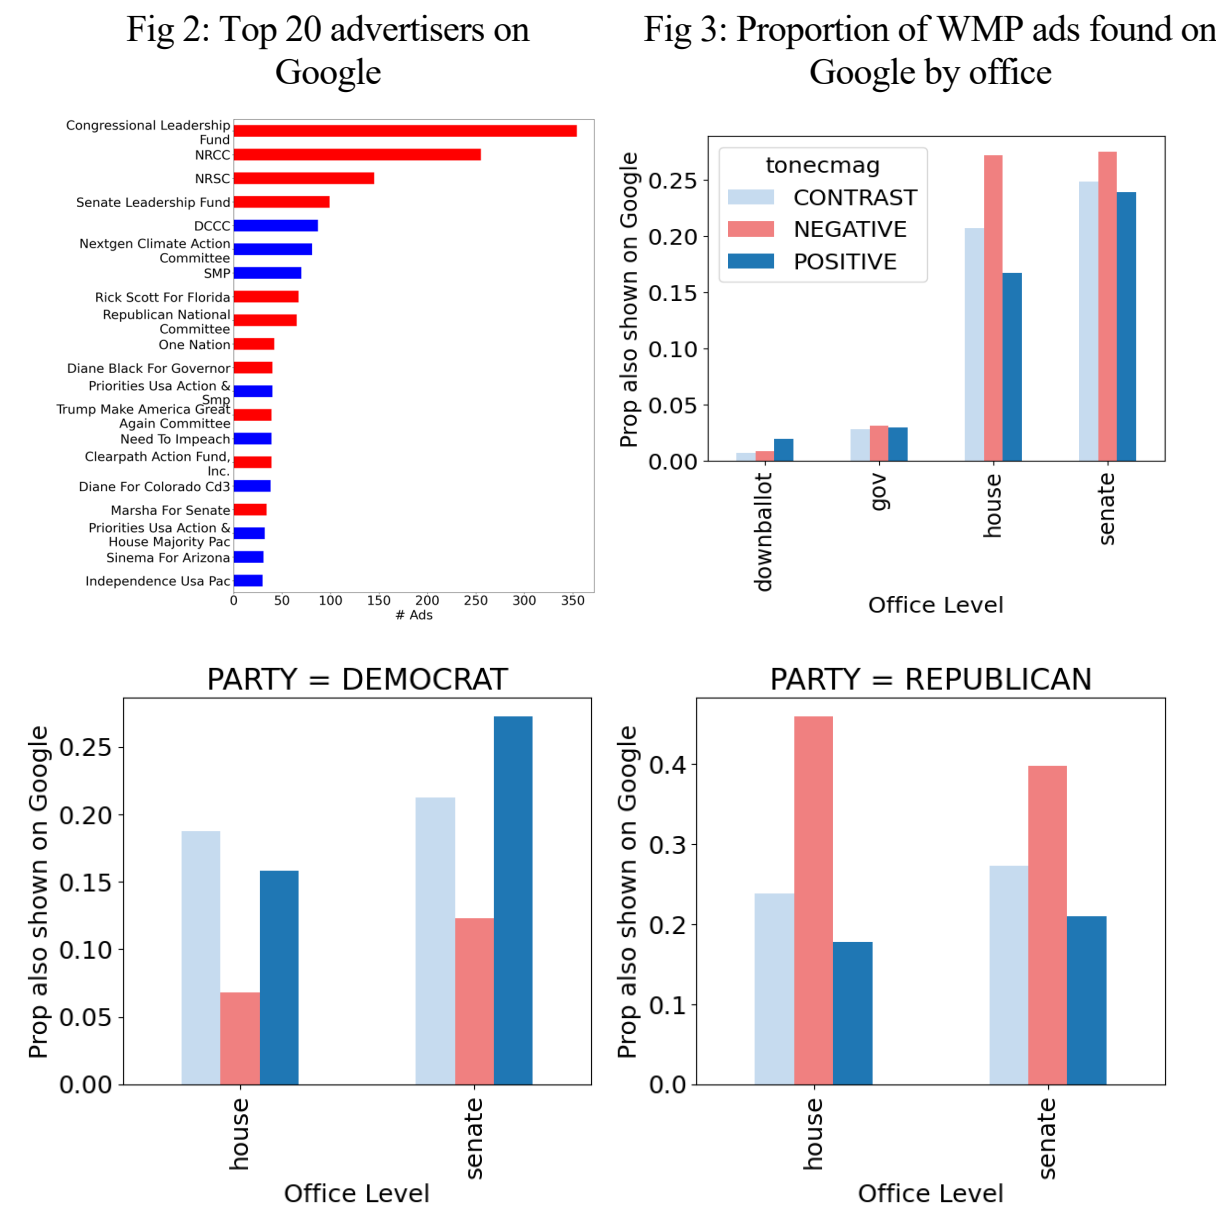 Fig 2: Top 20 advertisers on
Google
Congressional Leadership
Fund
NRCC
NRSC
Senate Leadership Fund
DCCC
Nextgen Climate Action
Committee
SMP
Rick Scott For Florida
Republican National
Committee
One Nation
Diane Black For Governor
Priorities Usa Action &
Smp
Trump Make America Great
Again Committee
Need To Impeach
Clearpath Action Fund,
Inc.
Diane For Colorado Cd3
Marsha For Senate
Priorities Usa Action &
House Majority Pac
Sinema For Arizona
Independence Usa Pac
0 50 100 150 200 250 300 350
# Ads
Fig 3: Proportion of WMP ads found on
Google by office
Prop also shown on Google
0.25
0.20
0.15
0.10
0.05
0.00
tonecmag
CONTRAST
NEGATIVE
POSITIVE
downballot
gov
house
senate
Office Level
PARTY = DEMOCRAT
Prop also shown on Google
0.25
0.20
0.15
0.10
0.05
0.00
house
senate
Office Level
PARTY = REPUBLICAN
Prop also shown on Google
0.4
0.3
0.2
0.1
0.0
house
senate
Office Level